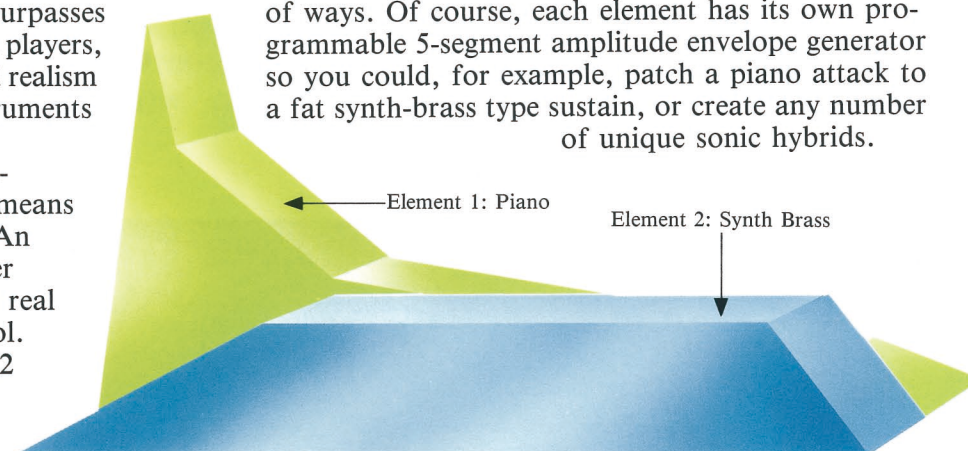 urpasses
players,
realism
ruments
-
means
An
er
real
ol.
2
of ways. Of course, each element has its own pro-
grammable 5-segment amplitude envelope generator
so you could, for example, patch a piano attack to
a fat synth-brass type sustain, or create any number
of unique sonic hybrids.
Element 1: Piano
Element 2: Synth Brass